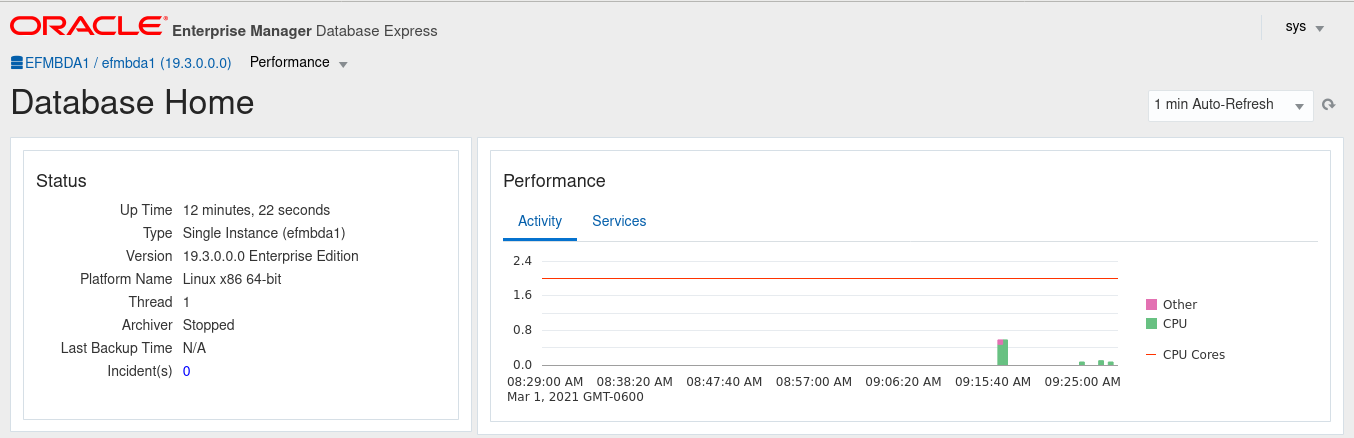 ORACLE® Enterprise Manager Database Express
sys
EFMBDA1 / efmbda1 (19.3.0.0.0) Performance
Database Home
1 min Auto-Refresh
Status
Up Time 12 minutes, 22 seconds
Type Single Instance (efmbda1)
Version 19.3.0.0.0 Enterprise Edition
Platform Name Linux x86 64-bit
Thread 1
Archiver Stopped
Last Backup Time N/A
Incident(s) 0
Performance
Activity Services
2.4
1.6
0.8
0.0
08:29:00 AM 08:38:20 AM 08:47:40 AM 08:57:00 AM 09:06:20 AM 09:15:40 AM 09:25:00 AM
Mar 1, 2021 GMT-0600
Other
CPU
CPU Cores